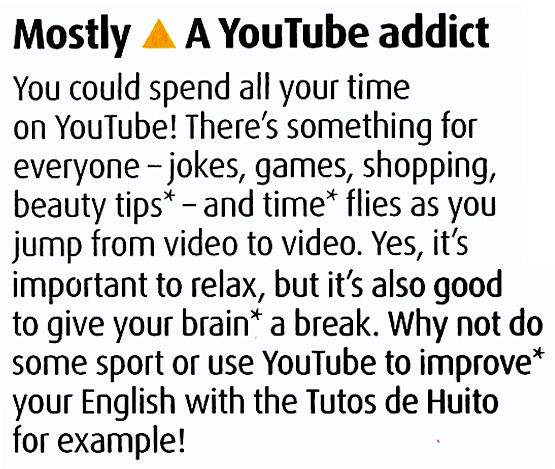 Mostly ▲ A YouTube addict
You could spend all your time
on YouTube! There's something for
everyone – jokes, games, shopping,
beauty tips* – and time* flies as you
jump from video to video. Yes, it's
important to relax, but it's also good
to give your brain* a break. Why not do
some sport or use YouTube to improve*
your English with the Tutos de Huito
for example!